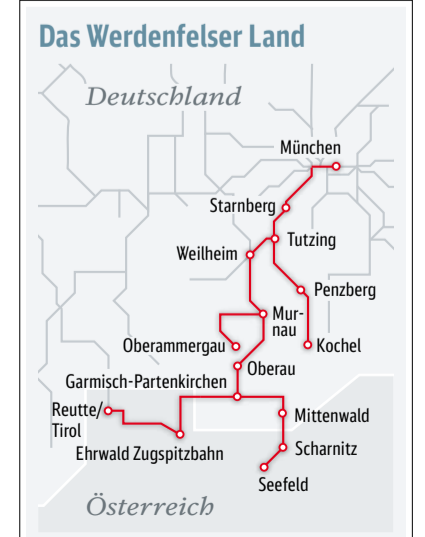 Das Werdenfelser Land
Deutschland
München
Starnberg
Tutzing
Weilheim
Penzberg
Mur-
nau
Oberammergau
Kochel
Oberau
Garmisch-Partenkirchen
Reutte/
Tirol
Mittenwald
Ehrwald Zugspitzbahn
Scharnitz
Seefeld
Österreich